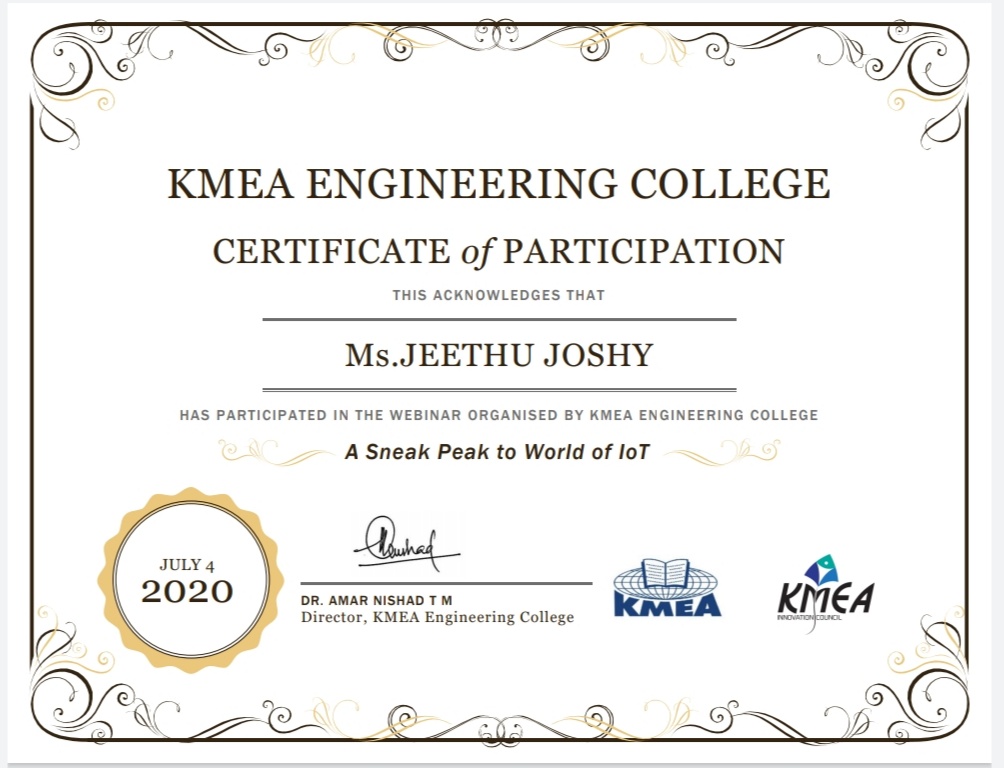 KMEA ENGINEERING COLLEGE
CERTIFICATE of PARTICIPATION
THIS ACKNOWLEDGES THAT
Ms.JEETHU JOSHY
HAS PARTICIPATED IN THE WEBINAR ORGANISED BY KMEA ENGINEERING COLLEGE
A Sneak Peak to World of IoT
JULY 4
2020
DR. AMAR NISHAD T M
Director, KMEA Engineering College
KMEA
KMEA
INNOVATION COUNCIL